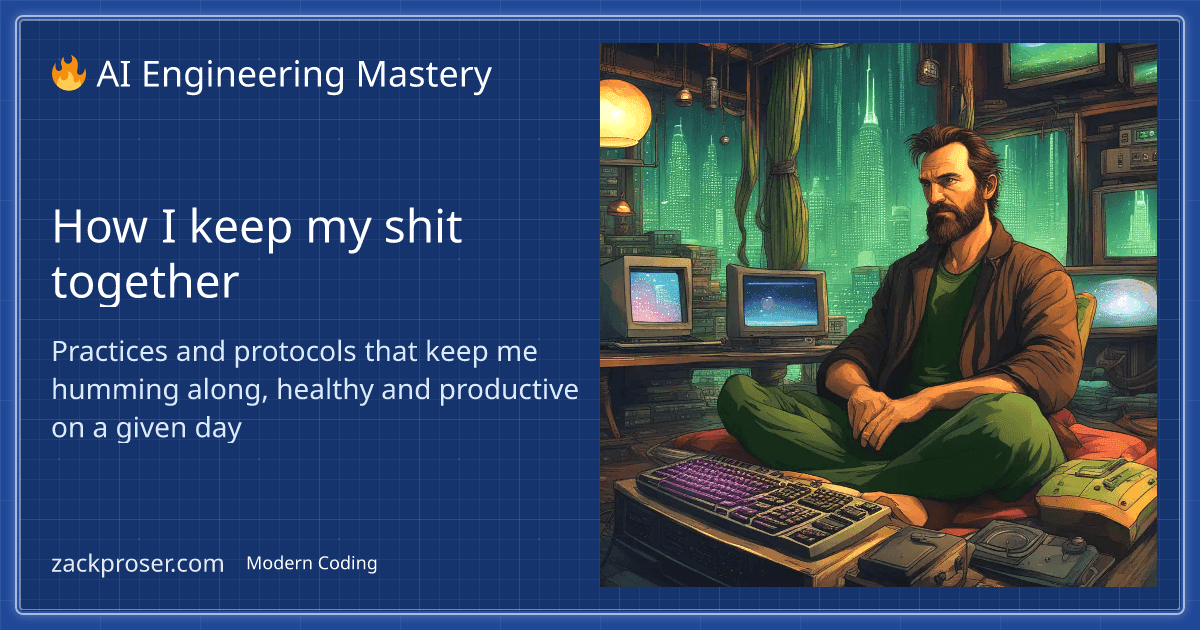 🔥 AI Engineering Mastery
How I keep my shit
together
Practices and protocols that keep me
humming along, healthy and productive
on a given day
zackproser.com Modern Coding